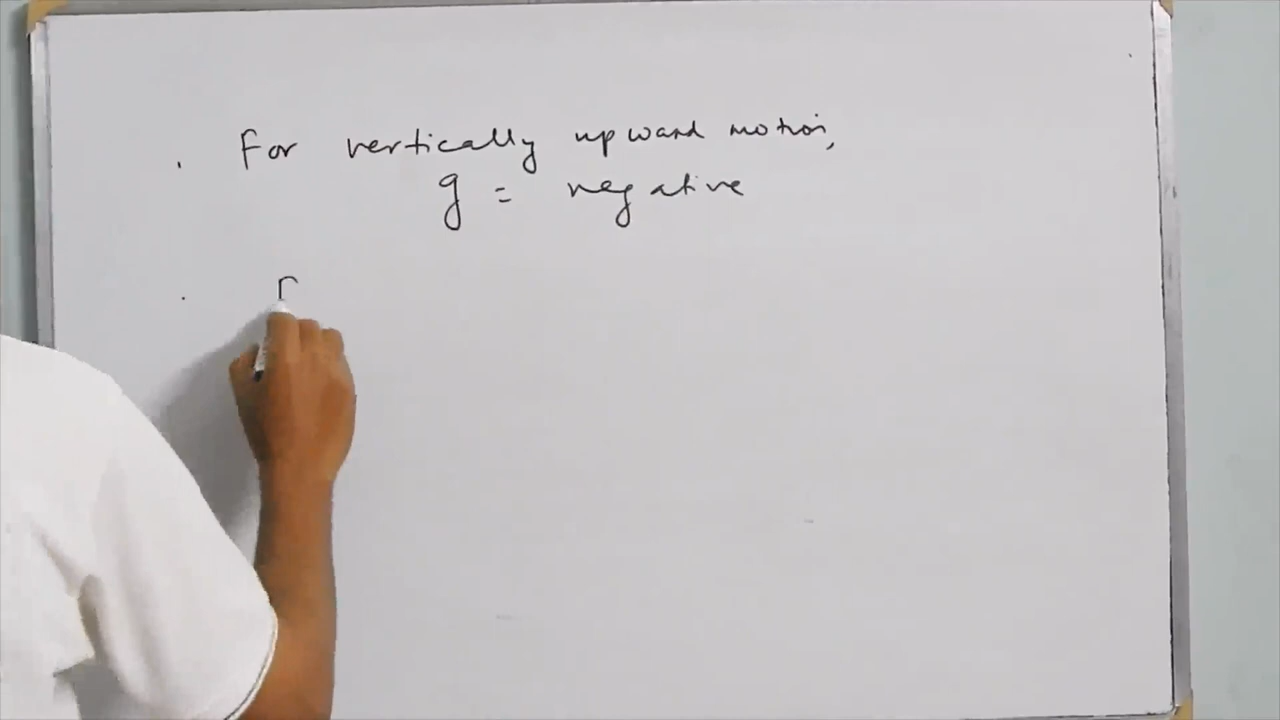 . For vertically upward motion,
g = negative
.